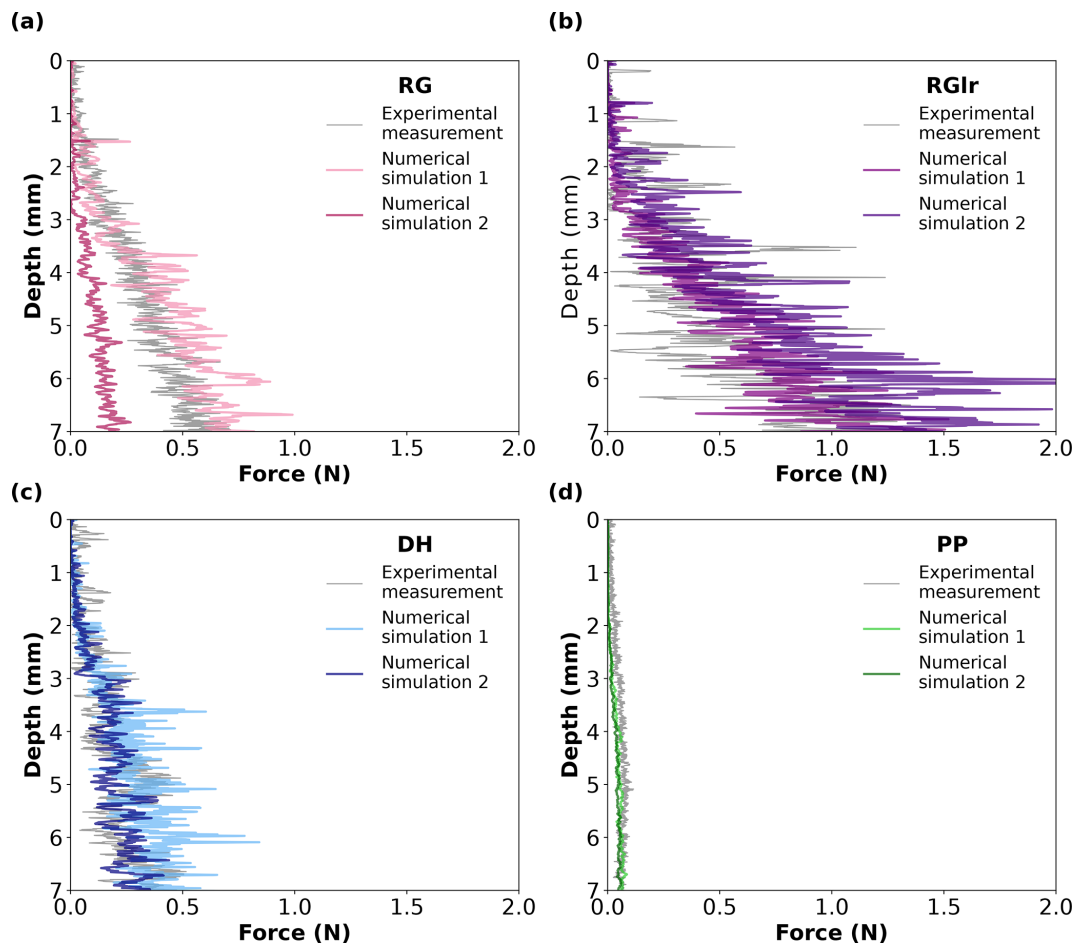 (a)
(b)
RG
Experimental
measurement
Numerical
simulation 1
Numerical
simulation 2
0
1
2
3
4
5
6
7
Depth (mm)
0.0 0.5 1.0 1.5 2.0
Force (N)
RGlr
Experimental
measurement
Numerical
simulation 1
Numerical
simulation 2
0
1
2
3
4
5
6
7
Depth (mm)
0.0 0.5 1.0 1.5 2.0
Force (N)
(c)
(d)
DH
Experimental
measurement
Numerical
simulation 1
Numerical
simulation 2
0
1
2
3
4
5
6
7
Depth (mm)
0.0 0.5 1.0 1.5 2.0
Force (N)
PP
Experimental
measurement
Numerical
simulation 1
Numerical
simulation 2
0
1
2
3
4
5
6
7
Depth (mm)
0.0 0.5 1.0 1.5 2.0
Force (N)